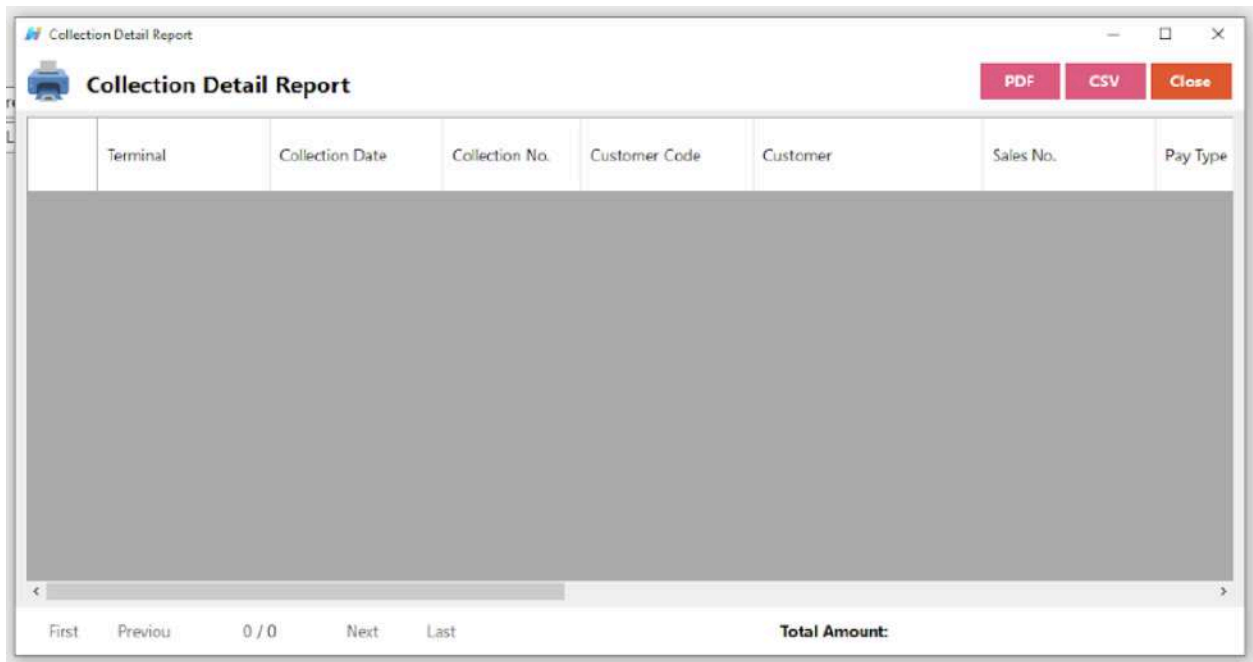 Collection Detail Report
Collection Detail Report
PDF CSV Close
Terminal Collection Date Collection No. Customer Code Customer Sales No. Pay Type
First Previou 0 / 0 Next Last Total Amount: